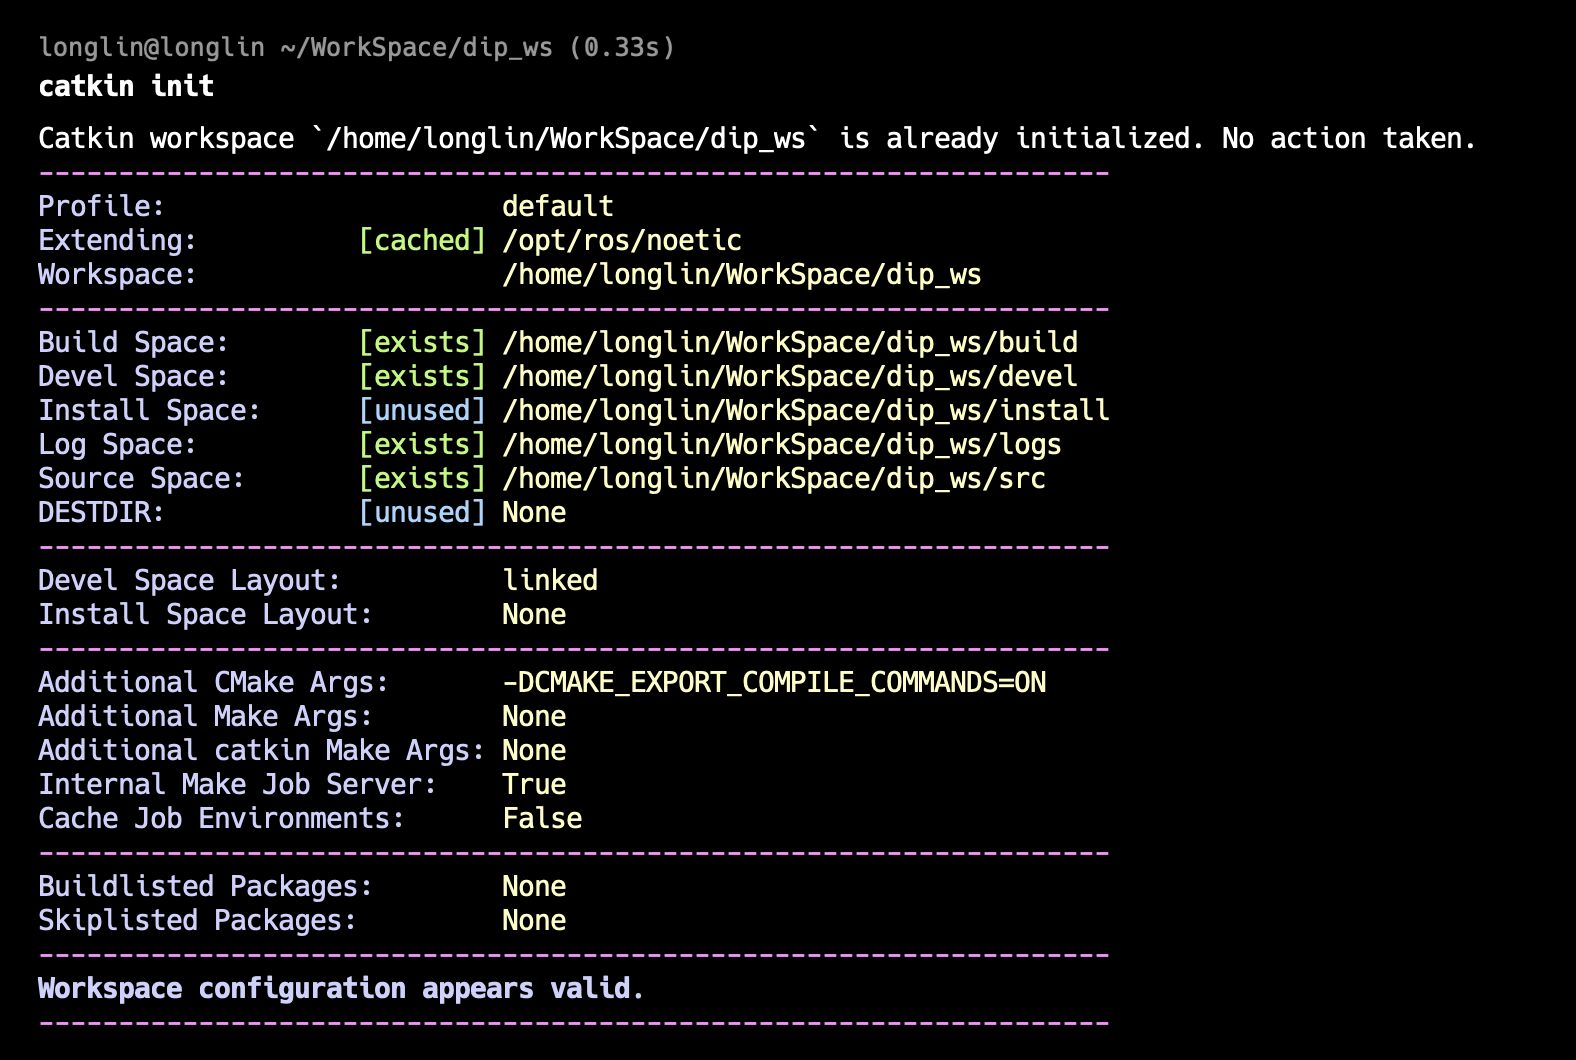 longlin@longlin ~/WorkSpace/dip_ws (0.33s)
catkin init
Catkin workspace `/home/longlin/WorkSpace/dip_ws` is already initialized. No action taken.
-------------------------------------------------------------------
Profile:                     default
Extending:          [cached] /opt/ros/noetic
Workspace:                   /home/longlin/WorkSpace/dip_ws
-------------------------------------------------------------------
Build Space:        [exists] /home/longlin/WorkSpace/dip_ws/build
Devel Space:        [exists] /home/longlin/WorkSpace/dip_ws/devel
Install Space:      [unused] /home/longlin/WorkSpace/dip_ws/install
Log Space:          [exists] /home/longlin/WorkSpace/dip_ws/logs
Source Space:       [exists] /home/longlin/WorkSpace/dip_ws/src
DESTDIR:            [unused] None
-------------------------------------------------------------------
Devel Space Layout:          linked
Install Space Layout:        None
-------------------------------------------------------------------
Additional CMake Args:       -DCMAKE_EXPORT_COMPILE_COMMANDS=ON
Additional Make Args:        None
Additional catkin Make Args: None
Internal Make Job Server:    True
Cache Job Environments:      False
-------------------------------------------------------------------
Buildlisted Packages:        None
Skiplisted Packages:         None
-------------------------------------------------------------------
Workspace configuration appears valid.
-------------------------------------------------------------------